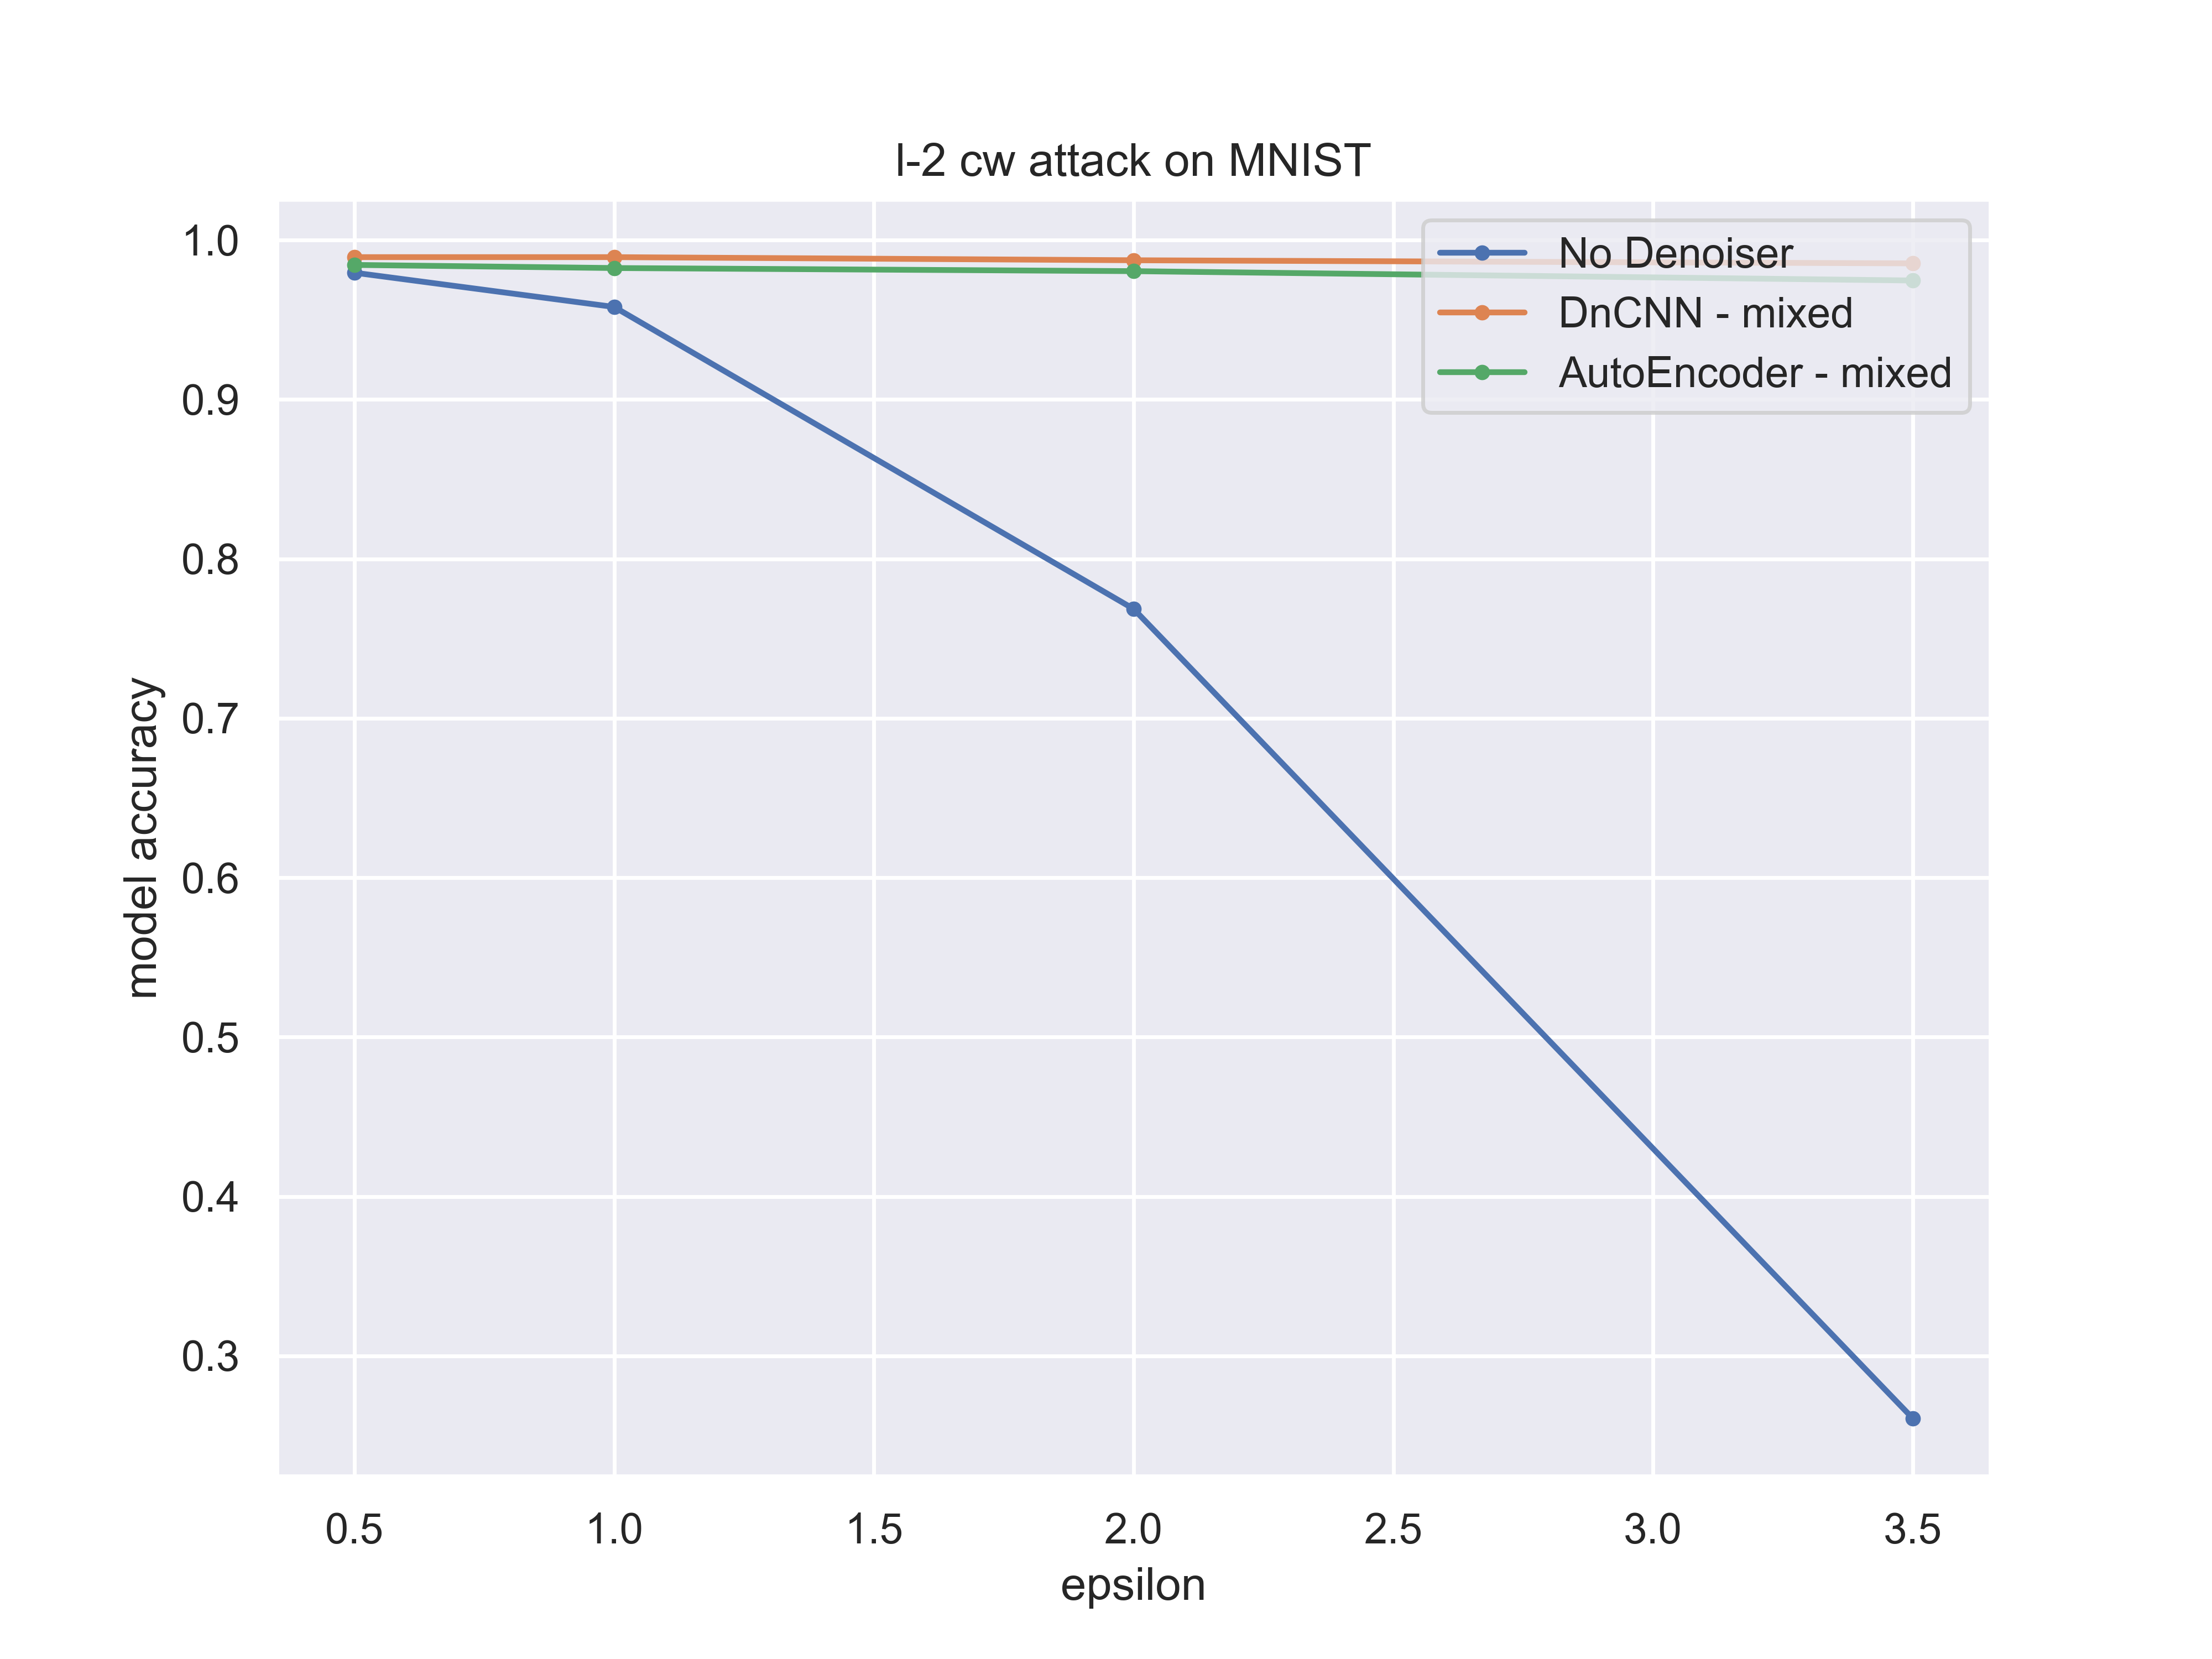 l-2 cw attack on MNIST
1.0
0.9
0.8
0.7
0.6
0.5
0.4
0.3
model accuracy
No Denoiser
DnCNN - mixed
AutoEncoder - mixed
0.5 1.0 1.5 2.0 2.5 3.0 3.5
epsilon